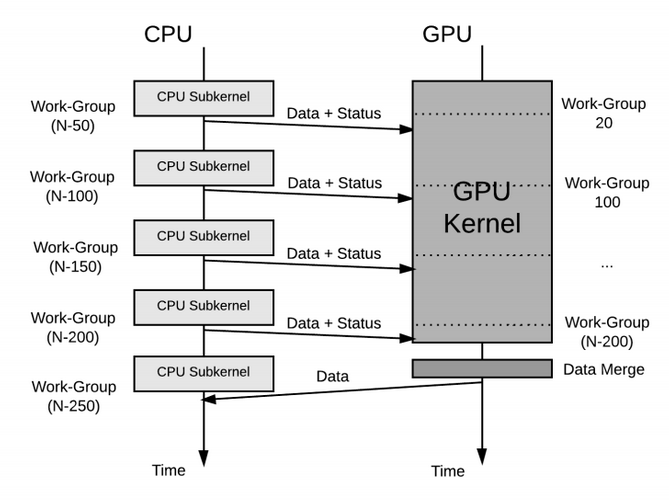 CPU
GPU
CPU Subkernel
Work-Group
(N-50)
Data + Status
Work-Group
20
CPU Subkernel
Work-Group
(N-100)
Data + Status
GPU
Kernel
Work-Group
100
CPU Subkernel
Work-Group
(N-150)
Data + Status
...
CPU Subkernel
Work-Group
(N-200)
Data + Status
Work-Group
(N-200)
CPU Subkernel
Work-Group
(N-250)
Data
Data Merge
Time
Time